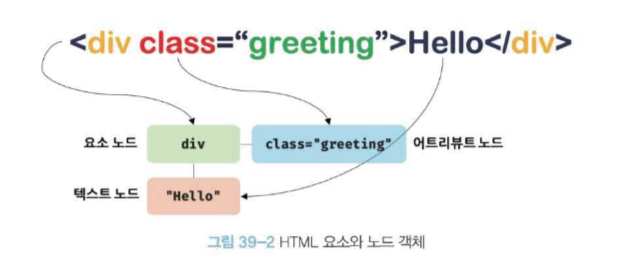 <div class=“greeting”>Hello</div>
요소 노드 div class="greeting" 어트리뷰트 노드
텍스트 노드 "Hello"
그림 39-2 HTML 요소와 노드 객체